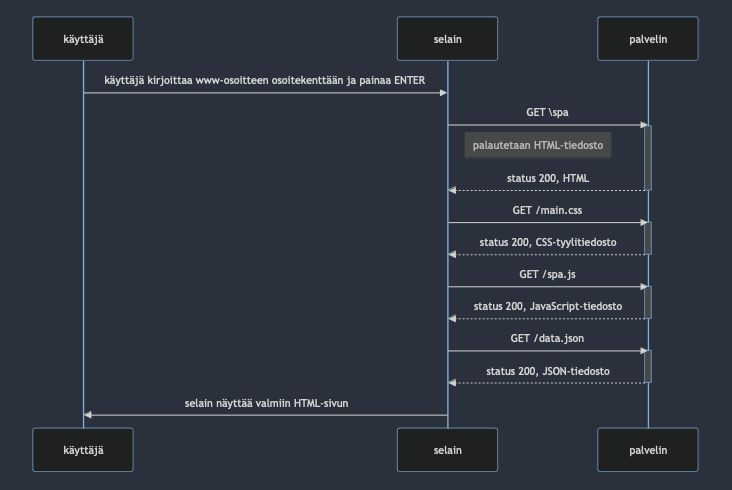 käyttäjä
selain
palvelin
käyttäjä kirjoittaa www-osoitteen osoitekenttään ja painaa ENTER
GET \spa
palautetaan HTML-tiedosto
status 200, HTML
GET /main.css
status 200, CSS-tyylitiedosto
GET /spa.js
status 200, JavaScript-tiedosto
GET /data.json
status 200, JSON-tiedosto
selain näyttää valmiin HTML-sivun
käyttäjä
selain
palvelin